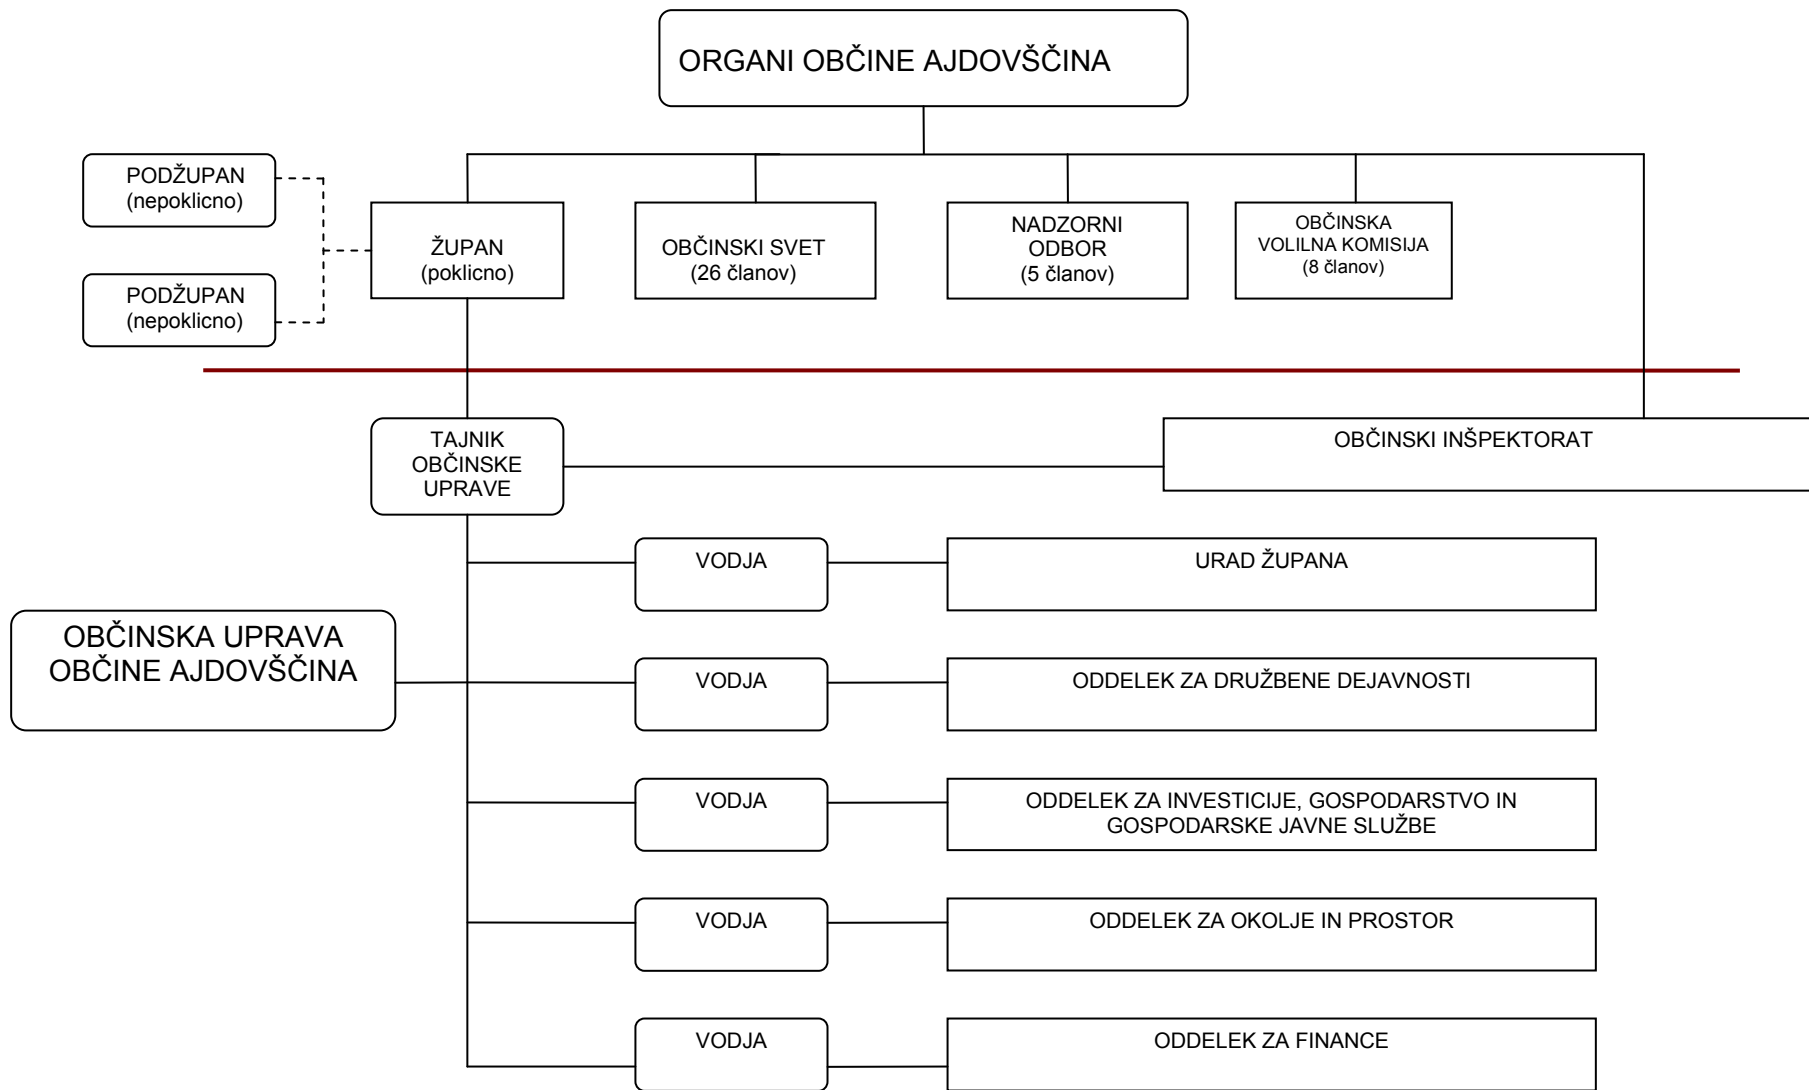 ORGANI OBČINE AJDOVŠČINA
PODŽUPAN
(nepoklicno)
PODŽUPAN
(nepoklicno)
ŽUPAN
(poklicno)
OBČINSKI SVET
(26 članov)
NADZORNI
ODBOR
(5 članov)
OBČINSKA
VOLILNA KOMISIJA
(8 članov)
TAJNIK
OBČINSKE
UPRAVE
OBČINSKI INŠPEKTORAT
VODJA
URAD ŽUPANA
OBČINSKA UPRAVA
OBČINE AJDOVŠČINA
VODJA
ODDELEK ZA DRUŽBENE DEJAVNOSTI
VODJA
ODDELEK ZA INVESTICIJE, GOSPODARSTVO IN
GOSPODARSKE JAVNE SLUŽBE
VODJA
ODDELEK ZA OKOLJE IN PROSTOR
VODJA
ODDELEK ZA FINANCE